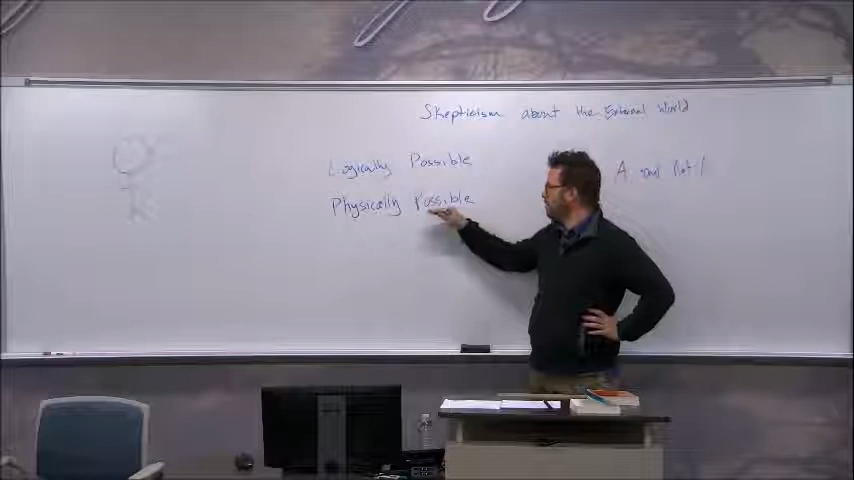 Skepticism about the External World
Logically Possible
A and Not
Physically Possible